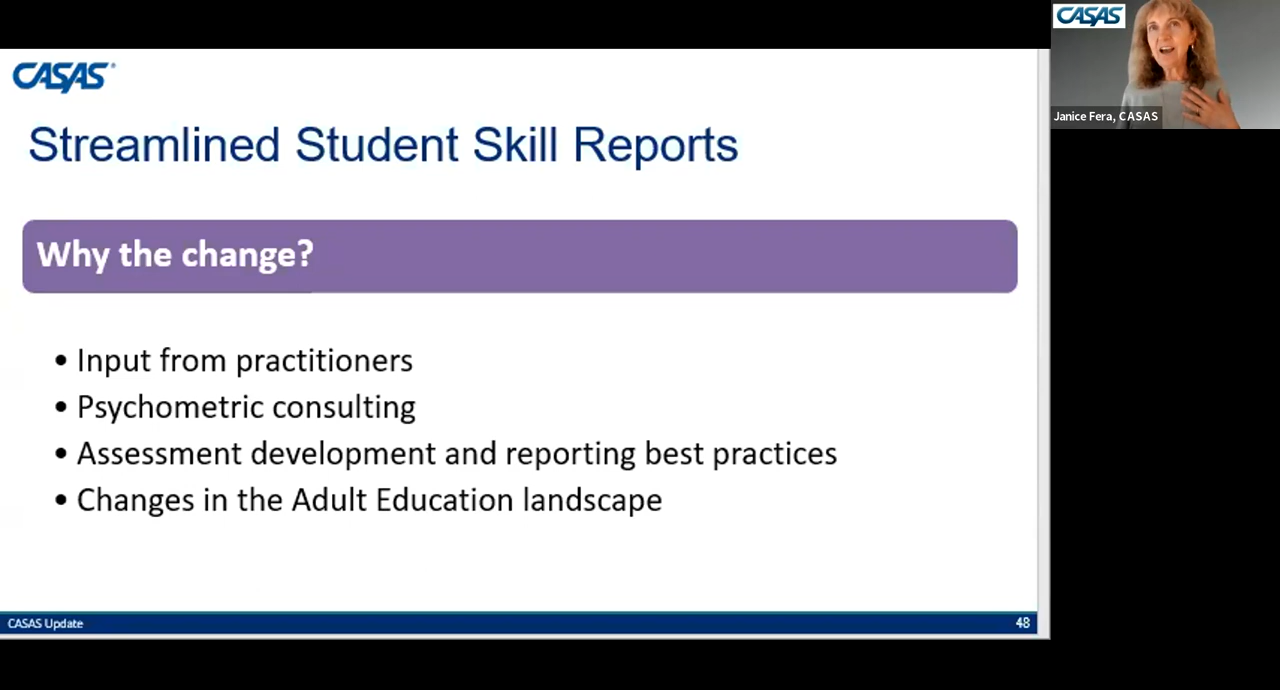 CASAS
Streamlined Student Skill Reports
Why the change?
• Input from practitioners
• Psychometric consulting
• Assessment development and reporting best practices
• Changes in the Adult Education landscape
CASAS Update
48
CASAS
Janice Fera, CASAS